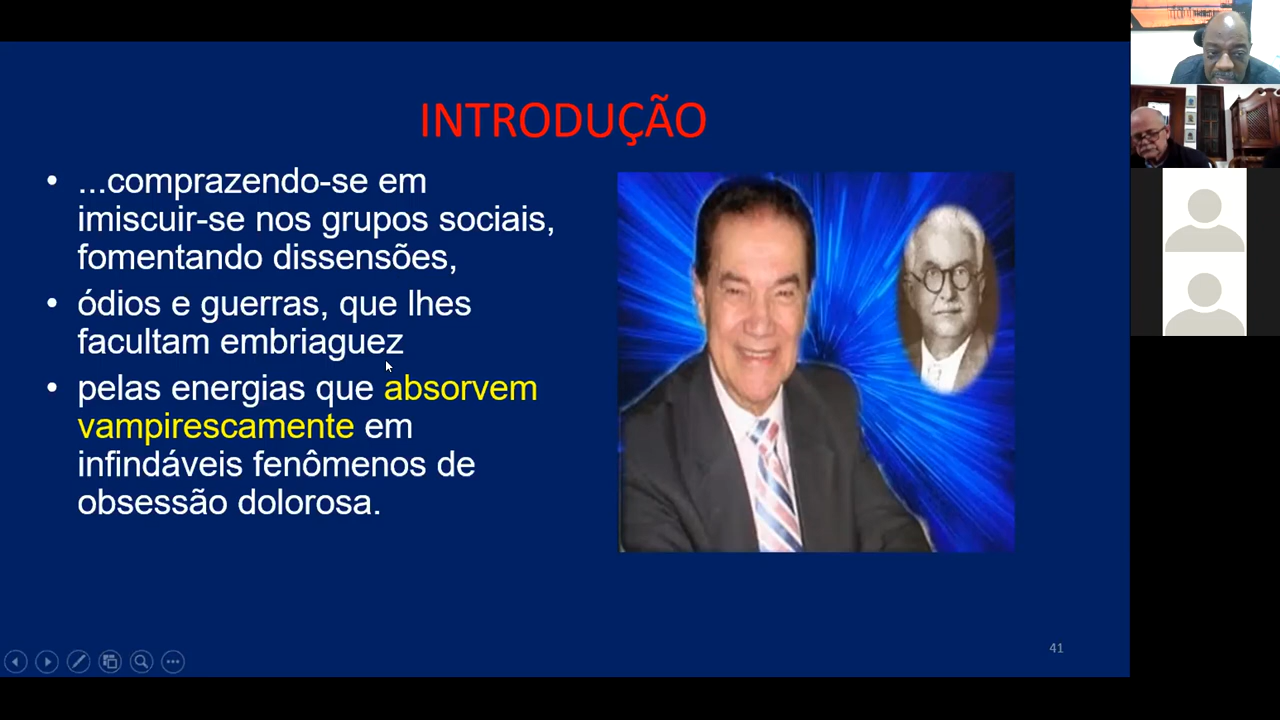 INTRODUÇÃO
• ...comprazendo-se em
imiscuir-se nos grupos sociais,
fomentando dissensões,
• ódios e guerras, que lhes
facultam embriaguez
• pelas energias que absorvem
vampirescamente em
infindáveis fenômenos de
obsessão dolorosa.
41